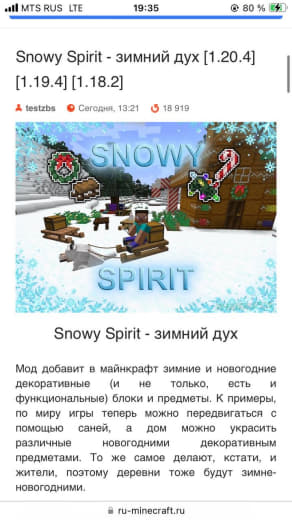 MTS RUS LTE 19:35 80 %
Snowy Spirit - зимний дух [1.20.4]
[1.19.4] [1.18.2]
testzbs Сегодня, 13:21 18 919
SNOWY
SPIRIT
Snowy Spirit - зимний дух
Мод добавит в майнкрафт зимние и новогодние
декоративные (и не только, есть и
функциональные) блоки и предметы. К примеры,
по миру игры теперь можно передвигаться с
помощью саней, а дом можно украсить
различные новогодними декоративным
предметами. То же самое делают, кстати, и
жители, поэтому деревни тоже будут зимне-
новогодними.
ru-minecraft.ru